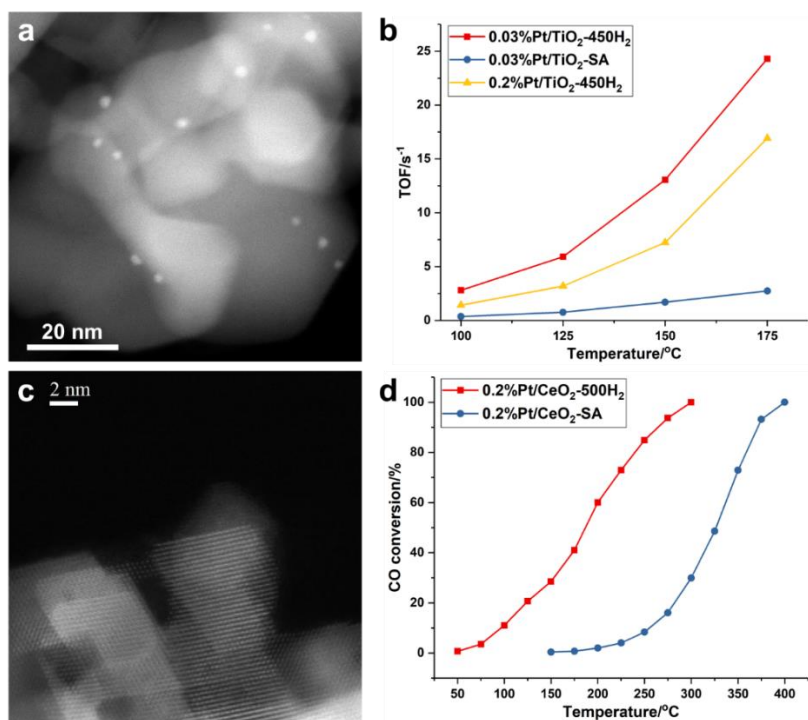 a
20 nm
b
0.03%Pt/TiO₂-450H₂
0.03%Pt/TiO₂-SA
0.2%Pt/TiO₂-450H₂
TOF/s⁻¹
25
20
15
10
5
0
100 125 150 175
Temperature/°C
c
2 nm
d
0.2%Pt/CeO₂-500H₂
0.2%Pt/CeO₂-SA
CO conversion/%
100
80
60
40
20
0
50 100 150 200 250 300 350 400
Temperature/°C